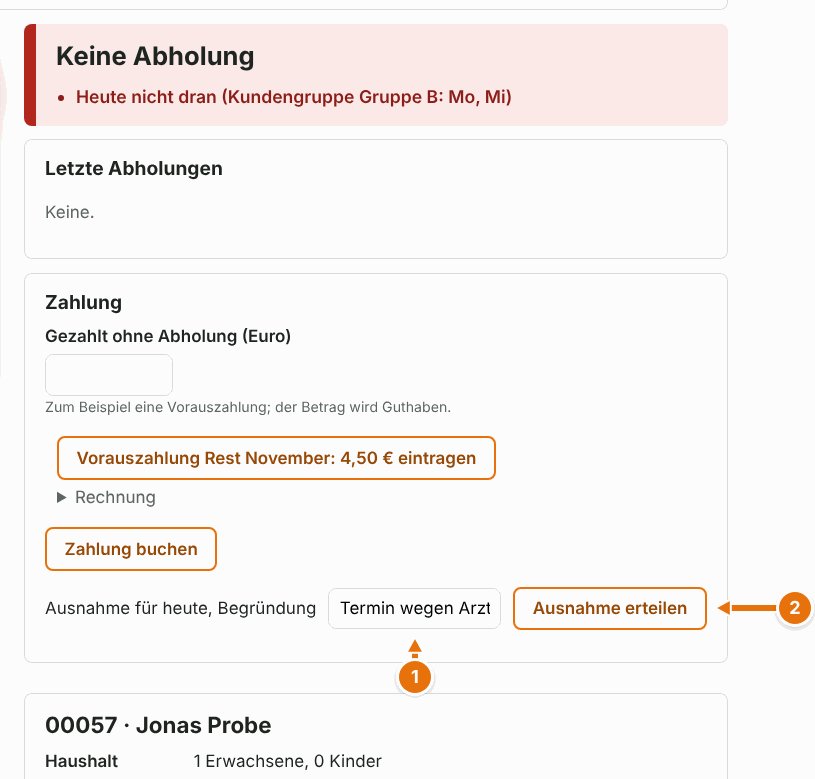 Keine Abholung
• Heute nicht dran (Kundengruppe Gruppe B: Mo, Mi)
Letzte Abholungen
Keine.
Zahlung
Gezahlt ohne Abholung (Euro)
Zum Beispiel eine Vorauszahlung; der Betrag wird Guthaben.
Vorauszahlung Rest November: 4,50 € eintragen
Rechnung
Zahlung buchen
Ausnahme für heute, Begründung Termin wegen Arzt Ausnahme erteilen 2
1
00057 · Jonas Probe
Haushalt 1 Erwachsene, 0 Kinder